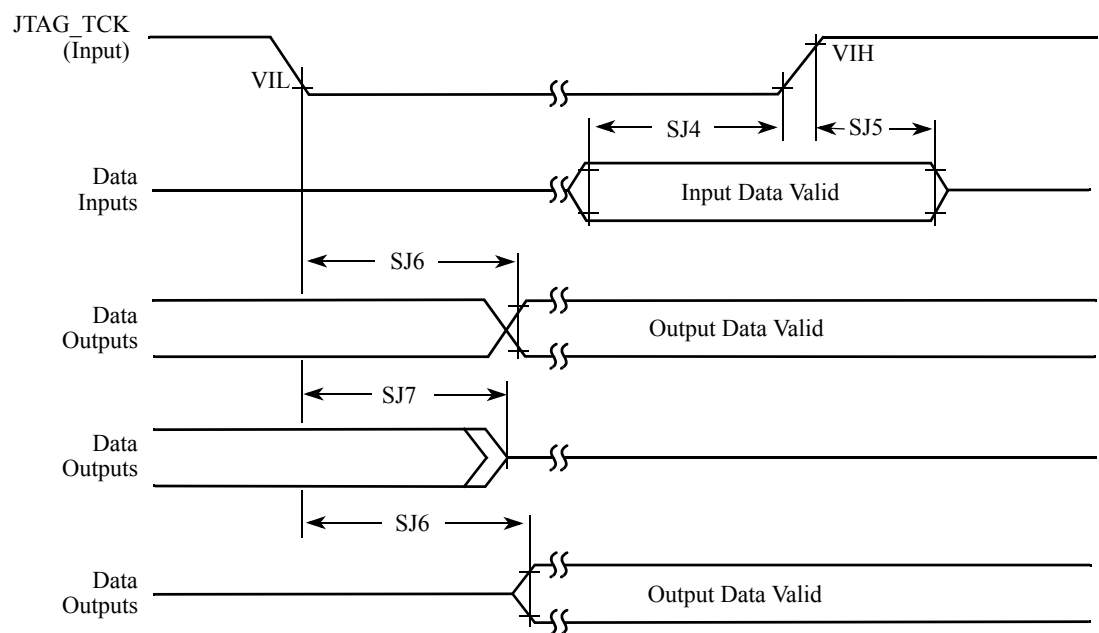 JTAG_TCK
(Input)
VIL
VIH
SJ4
SJ5
Data
Inputs
Input Data Valid
SJ6
Data
Outputs
Output Data Valid
SJ7
Data
Outputs
SJ6
Data
Outputs
Output Data Valid